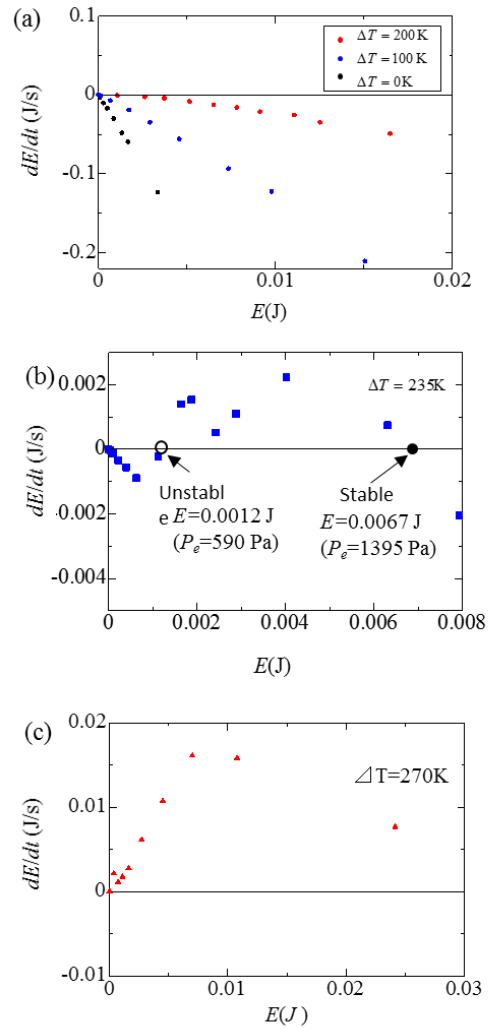 (a)
ΔT = 200 K
ΔT = 100 K
ΔT = 0K
0
-0.1
-0.2
dE/dt (J/s)
0
0.01
0.02
E(J)
(b)
ΔT = 235K
0.002
0
-0.002
-0.004
dE/dt (J/s)
Unstabl
e E=0.0012 J
(Pe=590 Pa)
Stable
E=0.0067 J
(Pe=1395 Pa)
0
0.002
0.004
0.006
0.008
E(J)
(c)
⊿T=270K
0.02
0.01
0
-0.01
dE/dt (J/s)
0
0.01
0.02
0.03
E(J)